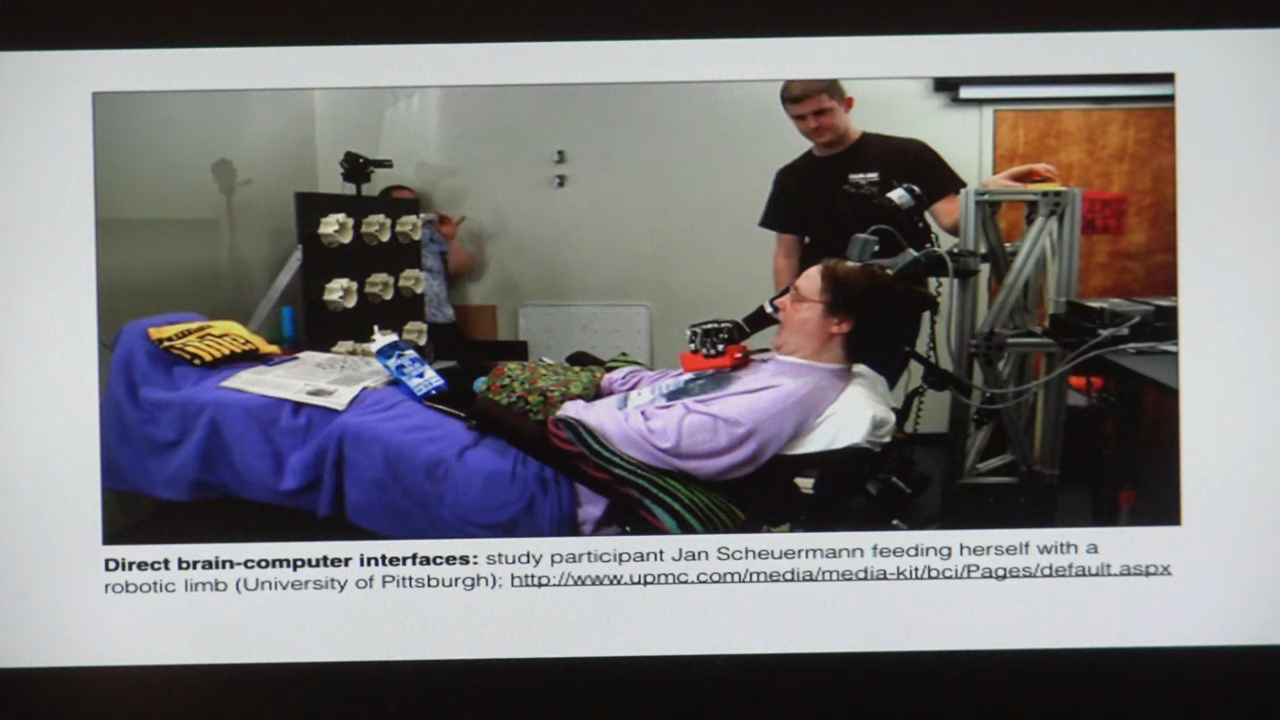 Direct brain-computer interfaces: study participant Jan Scheuermann feeding herself with a
robotic limb (University of Pittsburgh); http://www.upmc.com/media/media-kit/bci/Pages/default.aspx